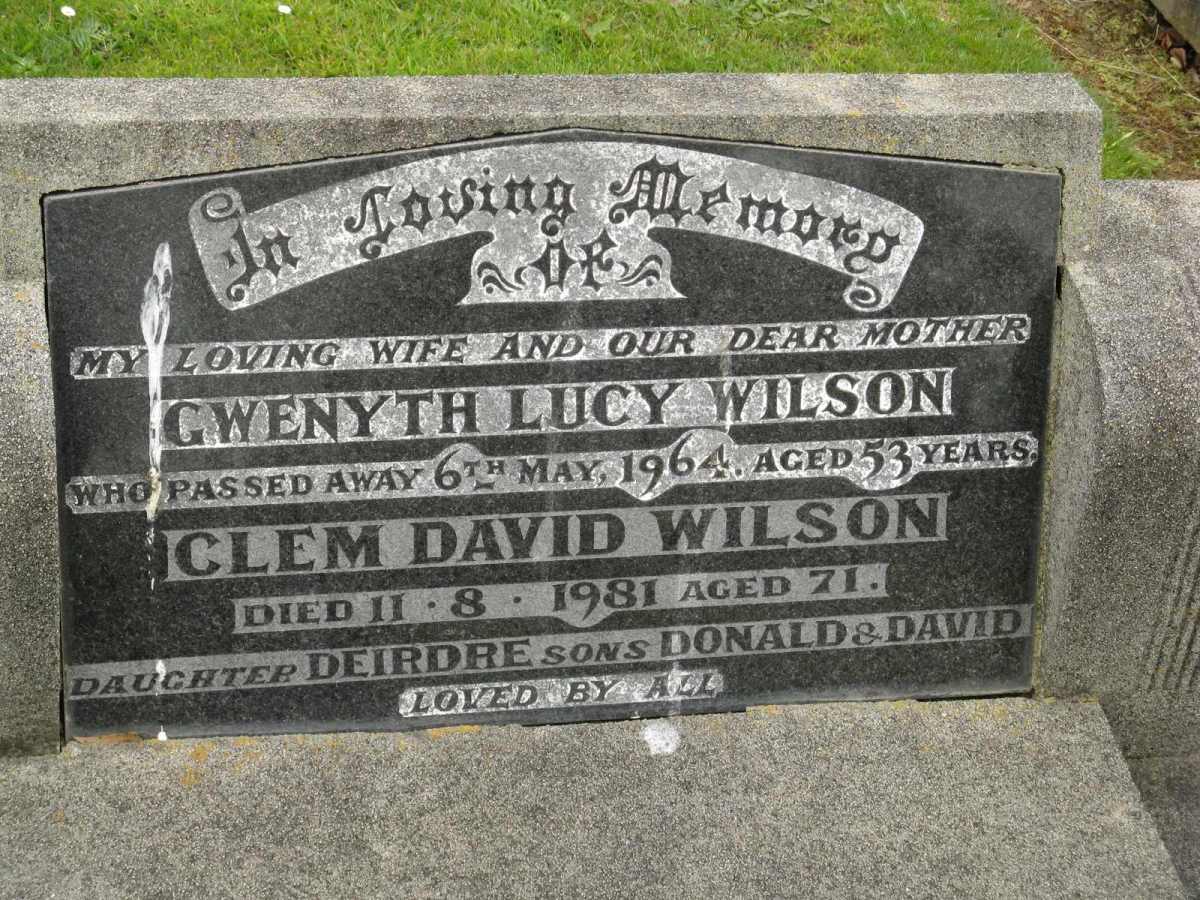 In Loving Memory
Of
MY LOVING WIFE AND OUR DEAR MOTHER
GWENYTH LUCY WILSON
WHO PASSED AWAY 6TH MAY, 1964. AGED 53 YEARS.
CLEM DAVID WILSON
DIED 11 · 8 · 1981 AGED 71.
DAUGHTER DEIRDRE SONS DONALD & DAVID
LOVED BY ALL